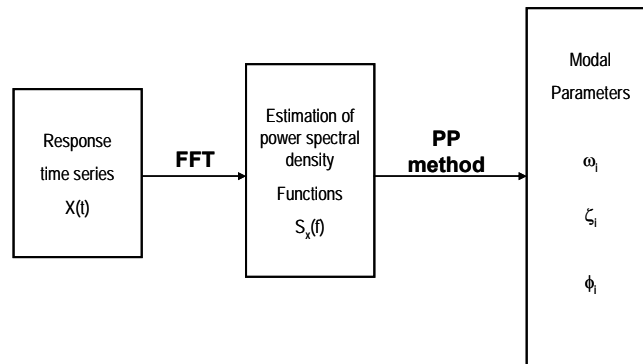 Response
time series
X(t)
FFT
Estimation of
power spectral
density
Functions
Sₓ(f)
PP
method
Modal
Parameters
ωᵢ
ζᵢ
ϕᵢ